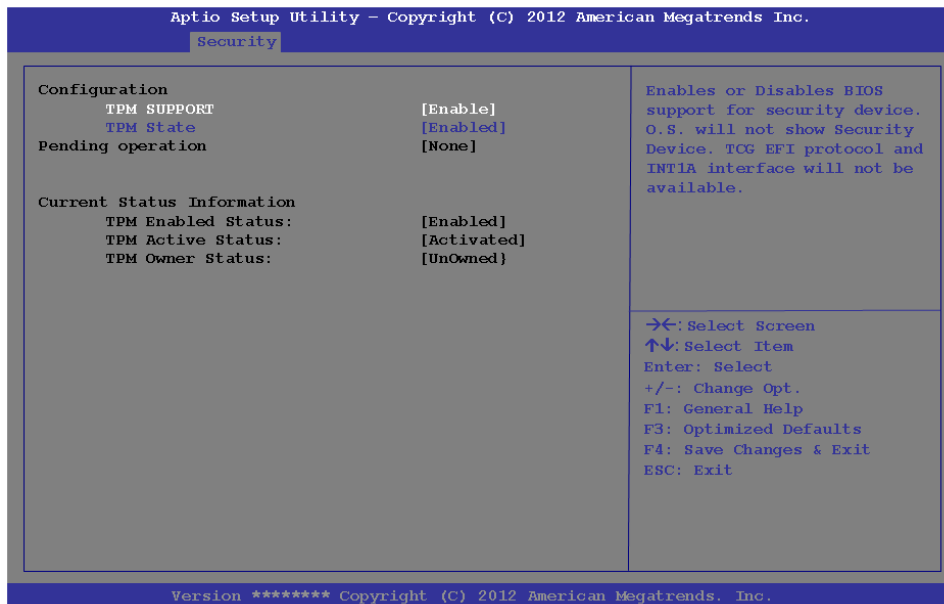 Aptio Setup Utility – Copyright (C) 2012 American Megatrends Inc.
Security
Configuration
TPM SUPPORT [Enable]
TPM State [Enabled]
Pending operation [None]
Current Status Information
TPM Enabled Status: [Enabled]
TPM Active Status: [Activated]
TPM Owner Status: [UnOwned}
Enables or Disables BIOS
support for security device.
O.S. will not show Security
Device. TCG EFI protocol and
INT1A interface will not be
available.
→←: Select Screen
↑↓: Select Item
Enter: Select
+/-: Change Opt.
F1: General Help
F3: Optimized Defaults
F4: Save Changes & Exit
ESC: Exit
Version ******** Copyright (C) 2012 American Megatrends. Inc.